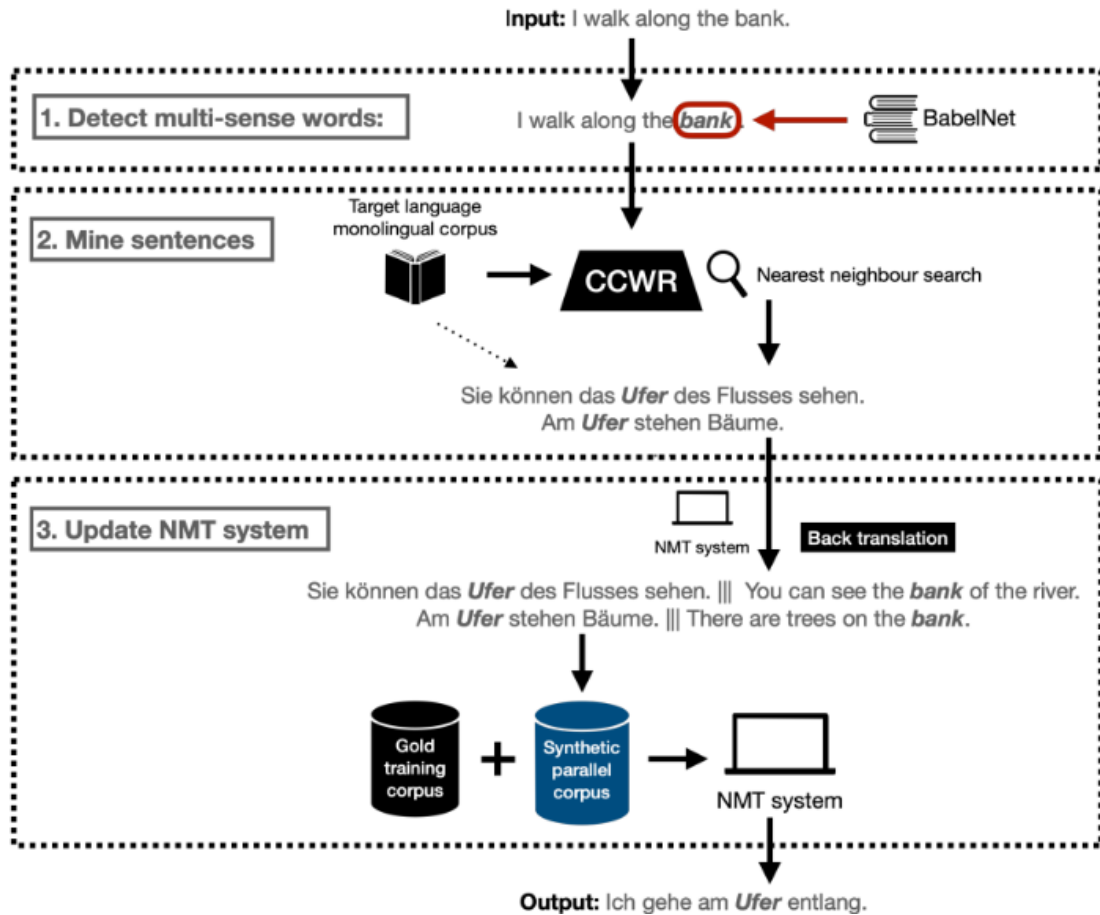 Input: I walk along the bank.
1. Detect multi-sense words:
I walk along the bank.
BabelNet
2. Mine sentences
Target language
monolingual corpus
CCWR
Nearest neighbour search
Sie können das Ufer des Flusses sehen.
Am Ufer stehen Bäume.
3. Update NMT system
NMT system
Back translation
Sie können das Ufer des Flusses sehen. ||| You can see the bank of the river.
Am Ufer stehen Bäume. ||| There are trees on the bank.
Gold
training
corpus
+
Synthetic
parallel
corpus
NMT system
Output: Ich gehe am Ufer entlang.